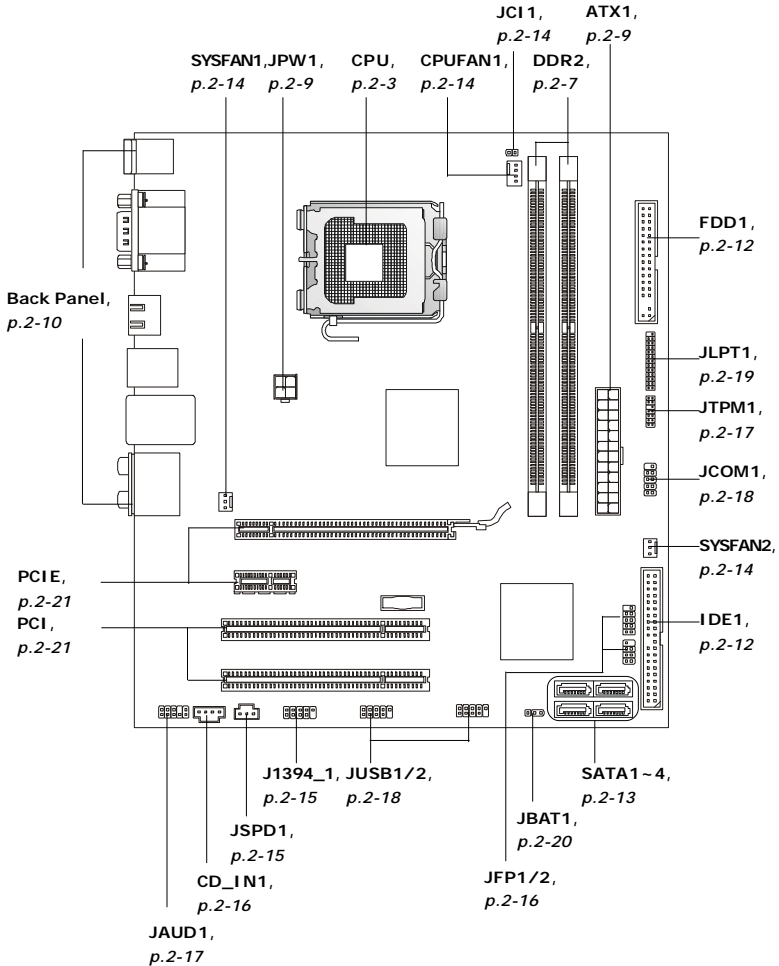 JCI1,
p.2-14
ATX1,
p.2-9
SYSFAN1,
p.2-14
JPW1,
p.2-9
CPU,
p.2-3
CPUFAN1,
p.2-14
DDR2,
p.2-7
FDD1,
p.2-12
Back Panel,
p.2-10
JLPT1,
p.2-19
JTPM1,
p.2-17
JCOM1,
p.2-18
SYSFAN2,
p.2-14
PCIE,
p.2-21
PCI,
p.2-21
IDE1,
p.2-12
J1394_1,
p.2-15
JUSB1/2,
p.2-18
SATA1~4,
p.2-13
JSPD1,
p.2-15
JBAT1,
p.2-20
CD_IN1,
p.2-16
JFP1/2,
p.2-16
JAUD1,
p.2-17